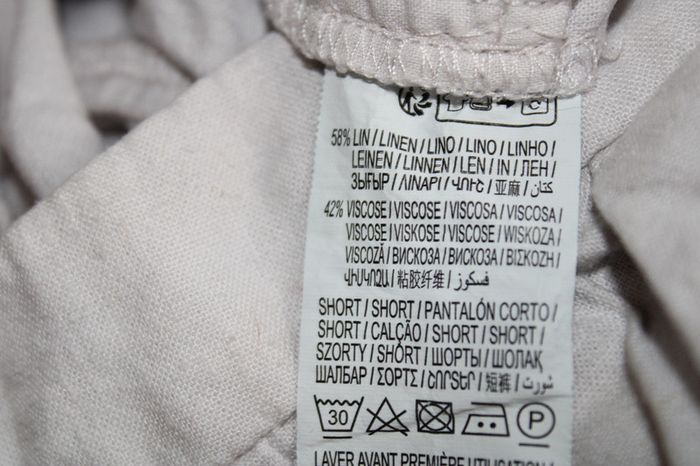 58% LIN / LINEN / LINO / LINO / LINHO /
LEINEN / LINNEN / LEN / IN / ЛЕН /
ЗЫҒЫР / ΛΙΝΑΡΙ / ՎՈՒՇ / 亚麻 / كتان /
42% VISCOSE / VISCOSE / VISCOSA / VISCOSA /
VISCOSE / VISKOSE / VISCOSE / WISKOZA /
VISCOZĂ / ВИСКОЗА / ВИСКОЗА / ΒΙΣΚΟΖΗ /
ՎԻՍԿՈԶԱ / 粘胶纤维 / فسكوز /
SHORT / SHORT / PANTALÓN CORTO /
SHORT / CALÇÃO / SHORT / SHORT /
SZORTY / SHORT / ШОРТЫ / ШОЛАҚ
ШАЛБАР / ΣΟΡΤΣ / ՇՈՐՏԵՐ / 短裤 / شورت /
30 P
LAVER AVANT PREMIÈRE UTILISATION /